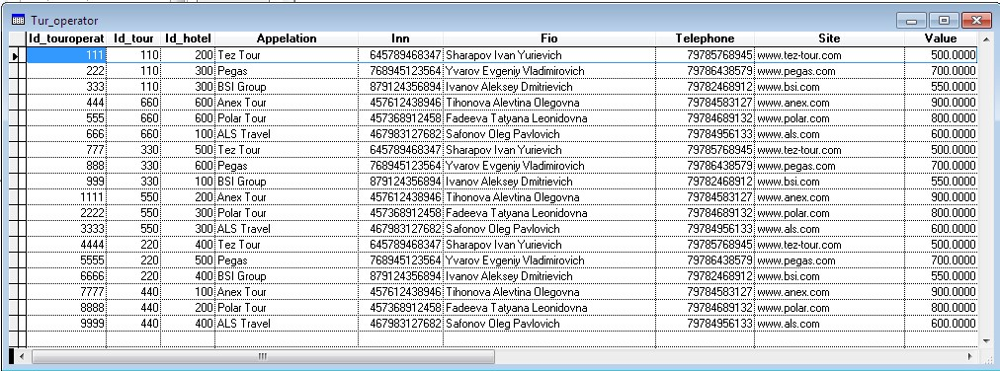 Tur_operator
Id_touroperat Id_tour Id_hotel Appelation Inn Fio Telephone Site Value
111 110 200 Tez Tour 645789468347 Sharapov Ivan Yurievich 79785768945 www.tez-tour.com 500.0000
222 110 300 Pegas 768945123564 Yvarov Evgeniy Vladimirovich 79786438579 www.pegas.com 700.0000
333 110 300 BSI Group 879124356894 Ivanov Aleksey Dmitrievich 79782468912 www.bsi.com 550.0000
444 660 600 Anex Tour 457612438946 Tihonova Alevtina Olegovna 79784583127 www.anex.com 900.0000
555 660 600 Polar Tour 457368912458 Fadeeva Tatyana Leonidovna 79784689132 www.polar.com 800.0000
666 660 100 ALS Travel 467983127682 Safonov Oleg Pavlovich 79784956133 www.als.com 600.0000
777 330 500 Tez Tour 645789468347 Sharapov Ivan Yurievich 79785768945 www.tez-tour.com 500.0000
888 330 600 Pegas 768945123564 Yvarov Evgeniy Vladimirovich 79786438579 www.pegas.com 700.0000
999 330 100 BSI Group 879124356894 Ivanov Aleksey Dmitrievich 79782468912 www.bsi.com 550.0000
1111 550 200 Anex Tour 457612438946 Tihonova Alevtina Olegovna 79784583127 www.anex.com 900.0000
2222 550 300 Polar Tour 457368912458 Fadeeva Tatyana Leonidovna 79784689132 www.polar.com 800.0000
3333 550 300 ALS Travel 467983127682 Safonov Oleg Pavlovich 79784956133 www.als.com 600.0000
4444 220 400 Tez Tour 645789468347 Sharapov Ivan Yurievich 79785768945 www.tez-tour.com 500.0000
5555 220 500 Pegas 768945123564 Yvarov Evgeniy Vladimirovich 79786438579 www.pegas.com 700.0000
6666 220 400 BSI Group 879124356894 Ivanov Aleksey Dmitrievich 79782468912 www.bsi.com 550.0000
7777 440 100 Anex Tour 457612438946 Tihonova Alevtina Olegovna 79784583127 www.anex.com 900.0000
8888 440 200 Polar Tour 457368912458 Fadeeva Tatyana Leonidovna 79784689132 www.polar.com 800.0000
9999 440 400 ALS Travel 467983127682 Safonov Oleg Pavlovich 79784956133 www.als.com 600.0000